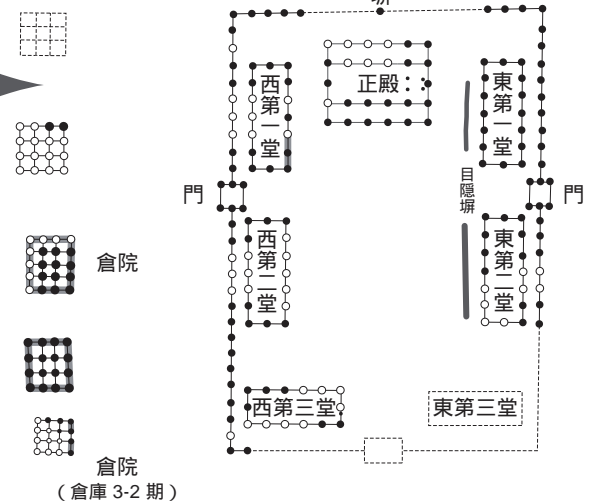 塀
正殿
西第一堂
東第一堂
目隠塀
門
門
西第二堂
東第二堂
倉院
西第三堂
東第三堂
倉院
（倉庫 3-2 期）